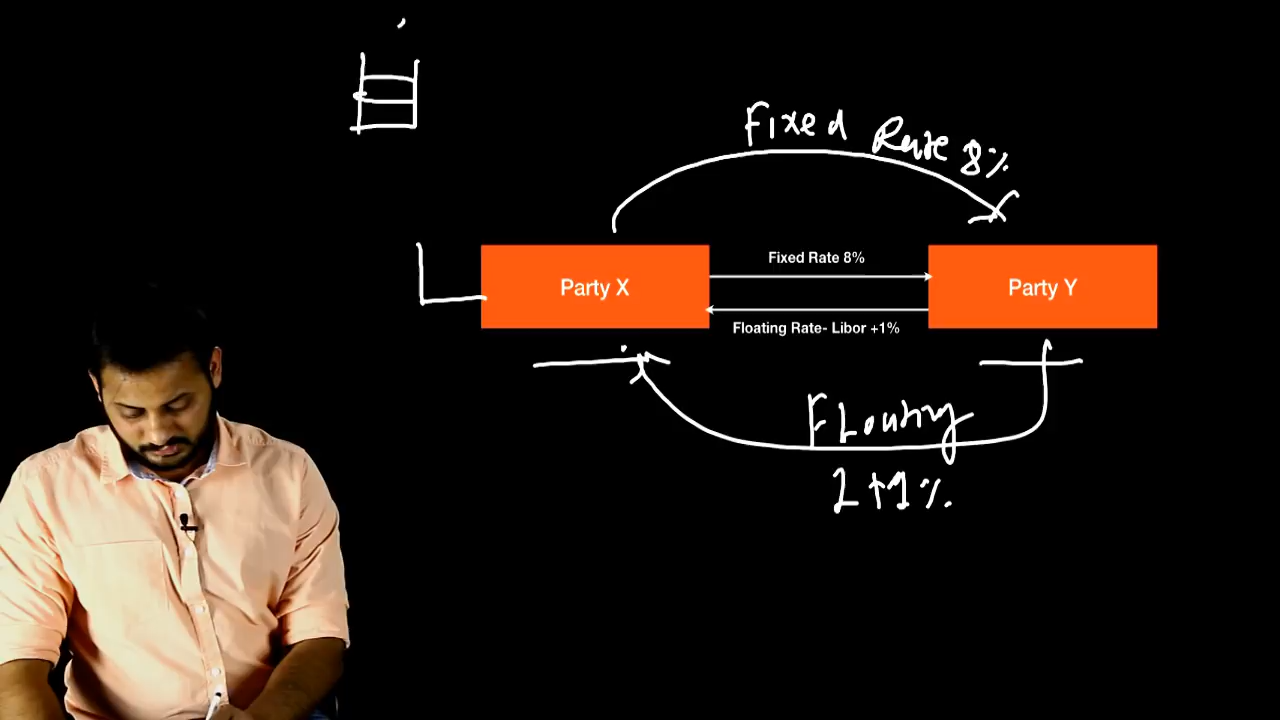 Fixed Rate 8%
Fixed Rate 8%
Party X
Party Y
Floating Rate- Libor +1%
Floating
L+1%